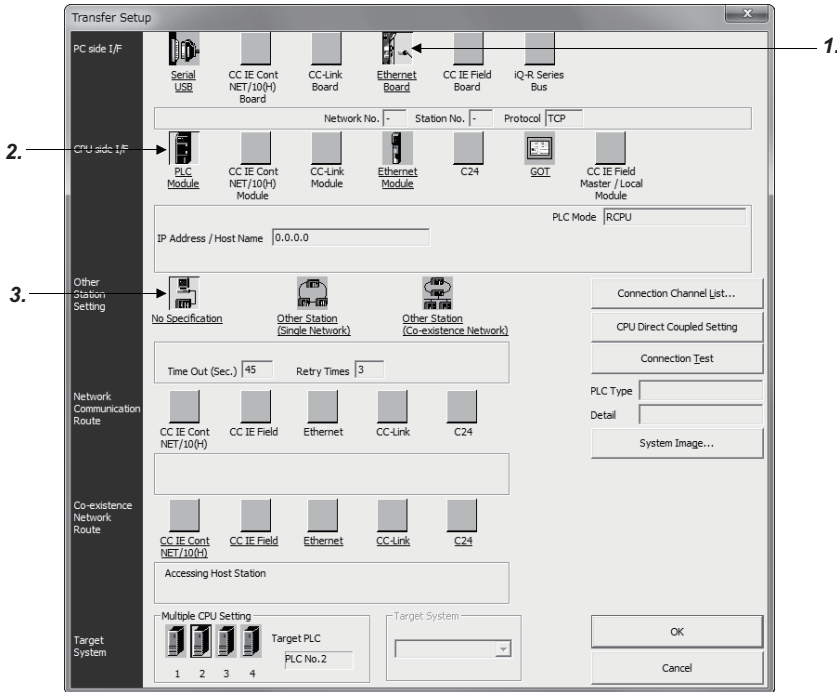 Transfer Setup
x
1.
PC side I/F
Serial
USB
CC IE Cont
NET/10(H)
Board
CC-Link
Board
Ethernet
Board
CC IE Field
Board
iQ-R Series
Bus
Network No. -
Station No. -
Protocol TCP
2.
CPU side I/F
PLC
Module
CC IE Cont
NET/10(H)
Module
CC-Link
Module
Ethernet
Module
C24
GOT
CC IE Field
Master / Local
Module
PLC Mode RCPU
IP Address / Host Name 0.0.0.0
3.
Other
Station
Setting
No Specification
Other Station
(Single Network)
Other Station
(Co-existence Network)
Time Out (Sec.) 45
Retry Times 3
Connection Channel List...
CPU Direct Coupled Setting
Connection Test
PLC Type
Detail
System Image...
Network
Communication
Route
CC IE Cont
NET/10(H)
CC IE Field
Ethernet
CC-Link
C24
Co-existence
Network
Route
CC IE Cont
NET/10(H)
CC IE Field
Ethernet
CC-Link
C24
Accessing Host Station
Target
System
Multiple CPU Setting
1 2 3 4
Target PLC
PLC No.2
Target System
OK
Cancel